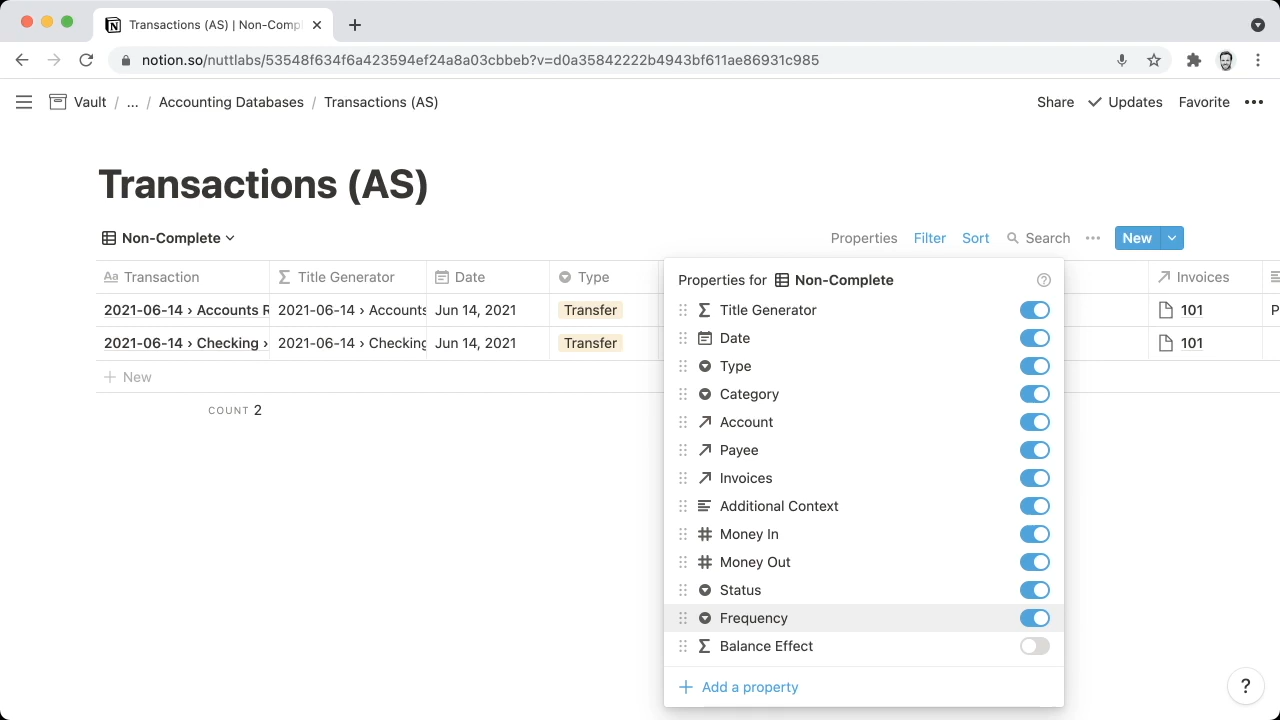 Transactions (AS) | Non-Compl
notion.so/nuttlabs/53548f634f6a423594ef24a8a03cbbeb?v=d0a35842222b4943bf611ae86931c985
Vault / ... / Accounting Databases / Transactions (AS)
Share Updates Favorite
Transactions (AS)
Non-Complete
Properties Filter Sort Search New
Aa Transaction Title Generator Date Type Invoices
2021-06-14 › Accounts R 2021-06-14 › Accounts Jun 14, 2021 Transfer 101 P
2021-06-14 › Checking › 2021-06-14 › Checking Jun 14, 2021 Transfer 101
New
COUNT 2
Properties for Non-Complete
Title Generator
Date
Type
Category
Account
Payee
Invoices
Additional Context
Money In
Money Out
Status
Frequency
Balance Effect
Add a property
?